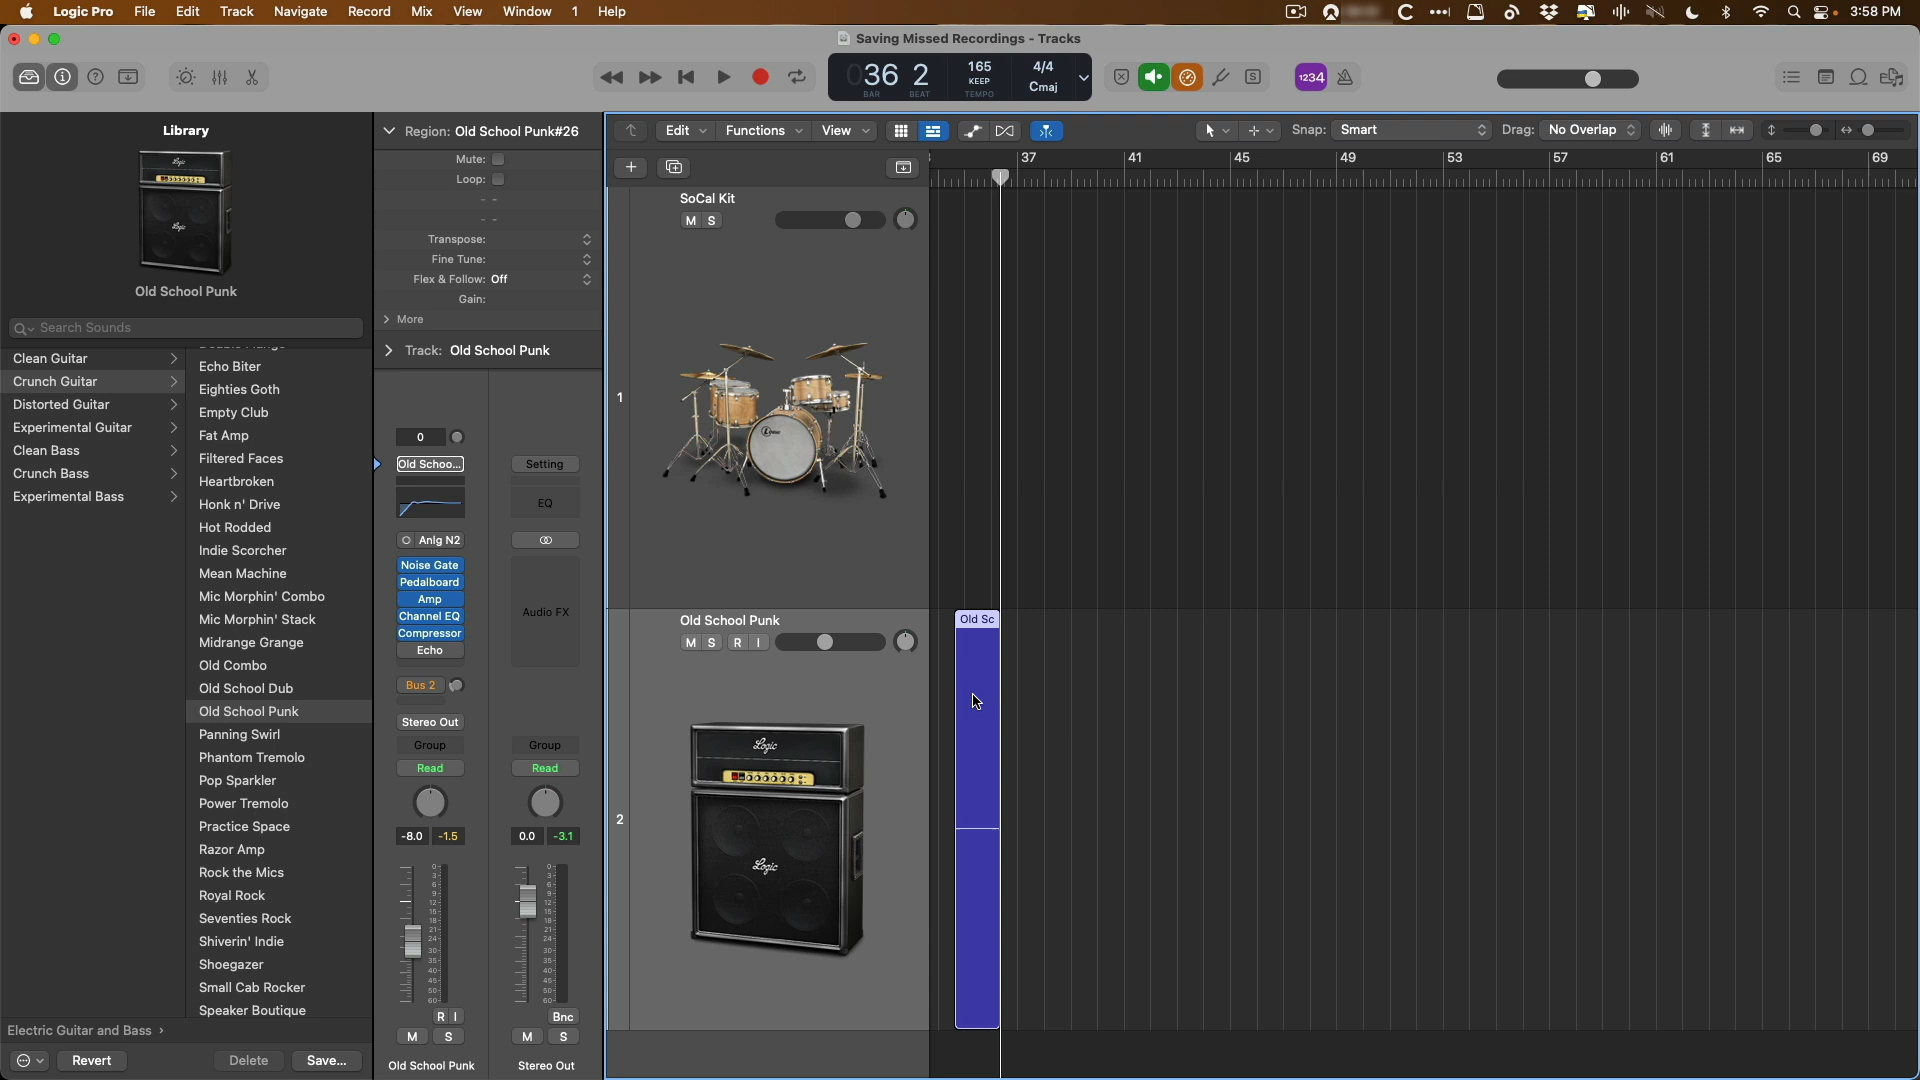 Logic Pro File Edit Track Navigate Record Mix View Window 1 Help 3:58 PM
Saving Missed Recordings - Tracks
36 2 165 KEEP 4/4 Cmaj
BAR BEAT TEMPO
1234
S
Library
Old School Punk
Search Sounds
Clean Guitar
Crunch Guitar
Distorted Guitar
Experimental Guitar
Clean Bass
Crunch Bass
Experimental Bass
Echo Biter
Eighties Goth
Empty Club
Fat Amp
Filtered Faces
Heartbroken
Honk n' Drive
Hot Rodded
Indie Scorcher
Mean Machine
Mic Morphin' Combo
Mic Morphin' Stack
Midrange Grange
Old Combo
Old School Dub
Old School Punk
Panning Swirl
Phantom Tremolo
Pop Sparkler
Power Tremolo
Practice Space
Razor Amp
Rock the Mics
Royal Rock
Seventies Rock
Shiverin' Indie
Shoegazer
Small Cab Rocker
Speaker Boutique
Electric Guitar and Bass ›
Revert Delete Save...
Region: Old School Punk#26
Mute:
Loop:
Transpose:
Fine Tune:
Flex & Follow: Off
Gain:
More
Track: Old School Punk
0
Old Schoo...
Setting
EQ
Anlg N2
Noise Gate
Pedalboard
Amp
Channel EQ
Compressor
Echo
Audio FX
Bus 2
Stereo Out
Group Group
Read Read
-8.0 -1.5 0.0 -3.1
R I Bnc
M S M S
Old School Punk Stereo Out
Edit Functions View
Snap: Smart Drag: No Overlap
37 41 45 49 53 57 61 65 69
SoCal Kit
M S
1
Old School Punk
M S R I
2
Logic
Logic
Old Sc